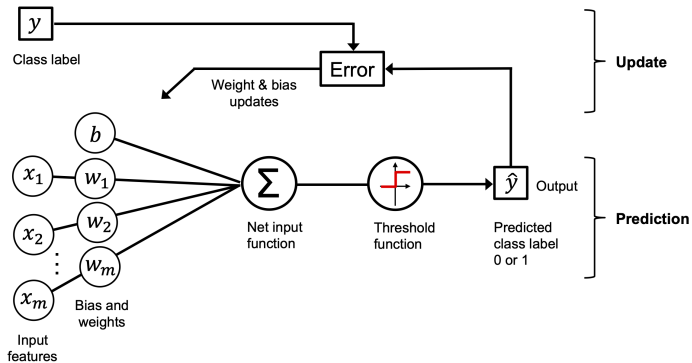 y
Class label
Error
Update
Weight & bias
updates
b
x₁
w₁
Σ
ŷ
Output
x₂
w₂
Net input
function
Threshold
function
Predicted
class label
0 or 1
Prediction
⋮
wₘ
xₘ
Bias and
weights
Input
features